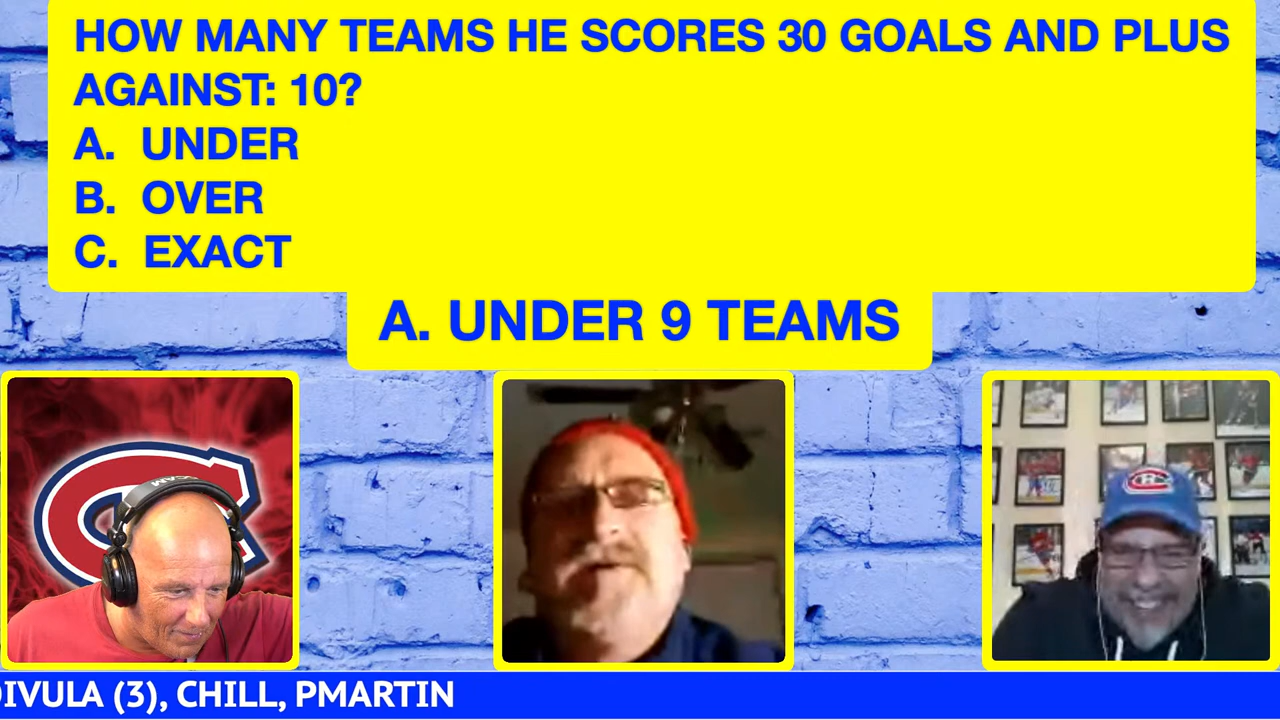 HOW MANY TEAMS HE SCORES 30 GOALS AND PLUS
AGAINST: 10?
A. UNDER
B. OVER
C. EXACT
A. UNDER 9 TEAMS
DIVULA (3), CHILL, PMARTIN